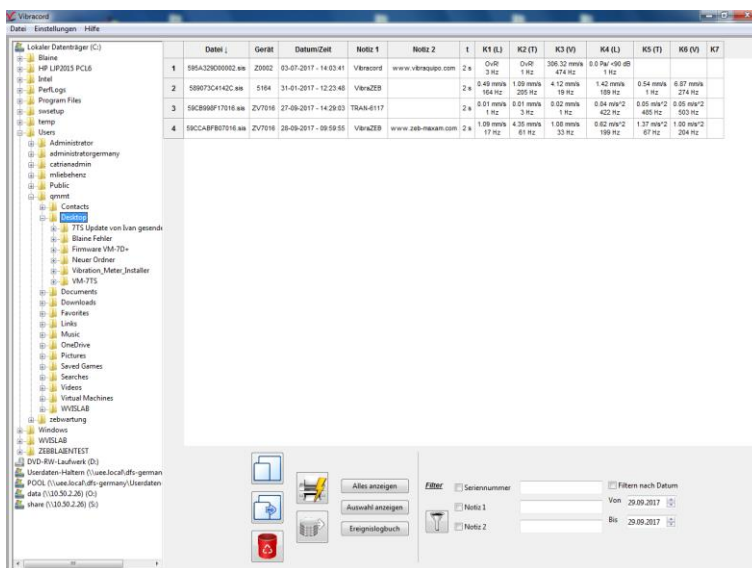 Vibracord
Datei Einstellungen Hilfe
Lokaler Datenträger (C:)
Blaine
HP LIP2015 PCL6
Intel
PerfLogs
Program Files
swsetup
temp
Users
Administrator
administratorgermany
catrianadmin
mliebehenz
Public
qmmt
Contacts
Desktop
7TS Update von Ivan gesend
Blaine Fehler
Firmware VM-7D+
Neuer Ordner
Vibration_Meter_Installer
VM-7TS
Documents
Downloads
Favorites
Links
Music
OneDrive
Pictures
Saved Games
Searches
Videos
Virtual Machines
WVISLAB
zebwertung
Windows
WVISLAB
ZEBBLAIENTEST
DVD-RW-Laufwerk (D:)
Userdaten-Haltern (\\uee.local\dfs-german
POOL (\\uee.local\dfs-germany\Userdaten
data (\\10.50.2.26) (O:)
share (\\10.50.2.26) (S:)
Datei ↓ Gerät Datum/Zeit Notiz 1 Notiz 2 t K1 (L) K2 (T) K3 (V) K4 (L) K5 (T) K6 (V) K7
1 595A329D00002.sis Z0002 03-07-2017 - 14:03:41 Vibracord www.vibraquipo.com 2 s OvR! OvR! 306.32 mm/s 0.0 Pa/ <90 dB
3 Hz 1 Hz 474 Hz 1 Hz
2 589073C4142C.sis 5164 31-01-2017 - 12:23:48 VibraZEB 2 s 0.49 mm/s 1.09 mm/s 4.12 mm/s 1.42 mm/s 0.54 mm/s 6.87 mm/s
164 Hz 205 Hz 19 Hz 189 Hz 1 Hz 274 Hz
3 59CB998F17016.sis ZV7016 27-09-2017 - 14:29:03 TRAN-6117 2 s 0.01 mm/s 0.01 mm/s 0.02 mm/s 0.04 m/s^2 0.05 m/s^2 0.05 m/s^2
1 Hz 3 Hz 1 Hz 422 Hz 485 Hz 503 Hz
4 59CCABFB07016.sis ZV7016 28-09-2017 - 09:59:55 VibraZEB www.zeb-maxam.com 2 s 1.09 mm/s 4.35 mm/s 1.08 mm/s 0.62 m/s^2 1.37 m/s^2 1.00 m/s^2
17 Hz 61 Hz 33 Hz 199 Hz 67 Hz 204 Hz
Alles anzeigen
Auswahl anzeigen
Ereignislogbuch
Filter
Seriennummer
Notiz 1
Notiz 2
Filtern nach Datum
Von 29.09.2017
Bis 29.09.2017